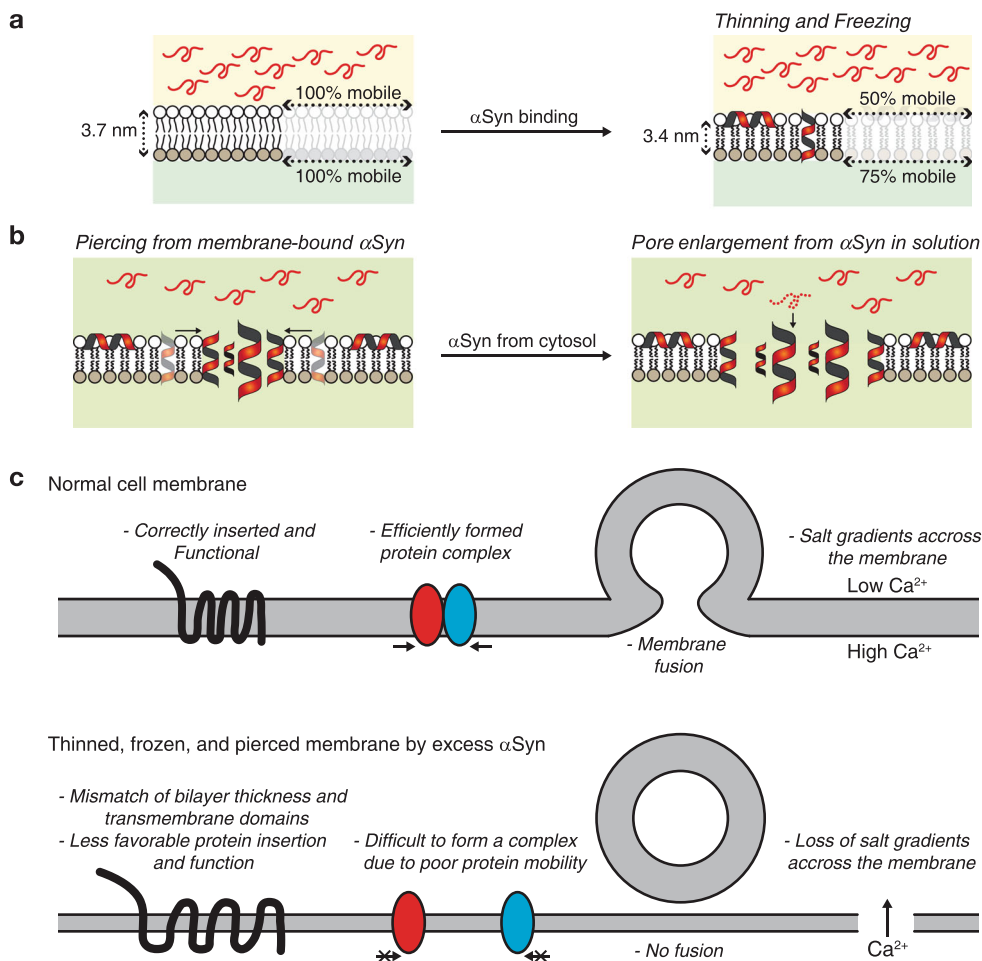 a
Thinning and Freezing
100% mobile
3.7 nm
100% mobile
αSyn binding
50% mobile
3.4 nm
75% mobile
b
Piercing from membrane-bound αSyn
Pore enlargement from αSyn in solution
αSyn from cytosol
c
Normal cell membrane
- Correctly inserted and
Functional
- Efficiently formed
protein complex
- Salt gradients accross
the membrane
Low Ca²⁺
- Membrane
fusion
High Ca²⁺
Thinned, frozen, and pierced membrane by excess αSyn
- Mismatch of bilayer thickness and
transmembrane domains
- Less favorable protein insertion
and function
- Difficult to form a complex
due to poor protein mobility
- Loss of salt gradients
accross the membrane
- No fusion
Ca²⁺